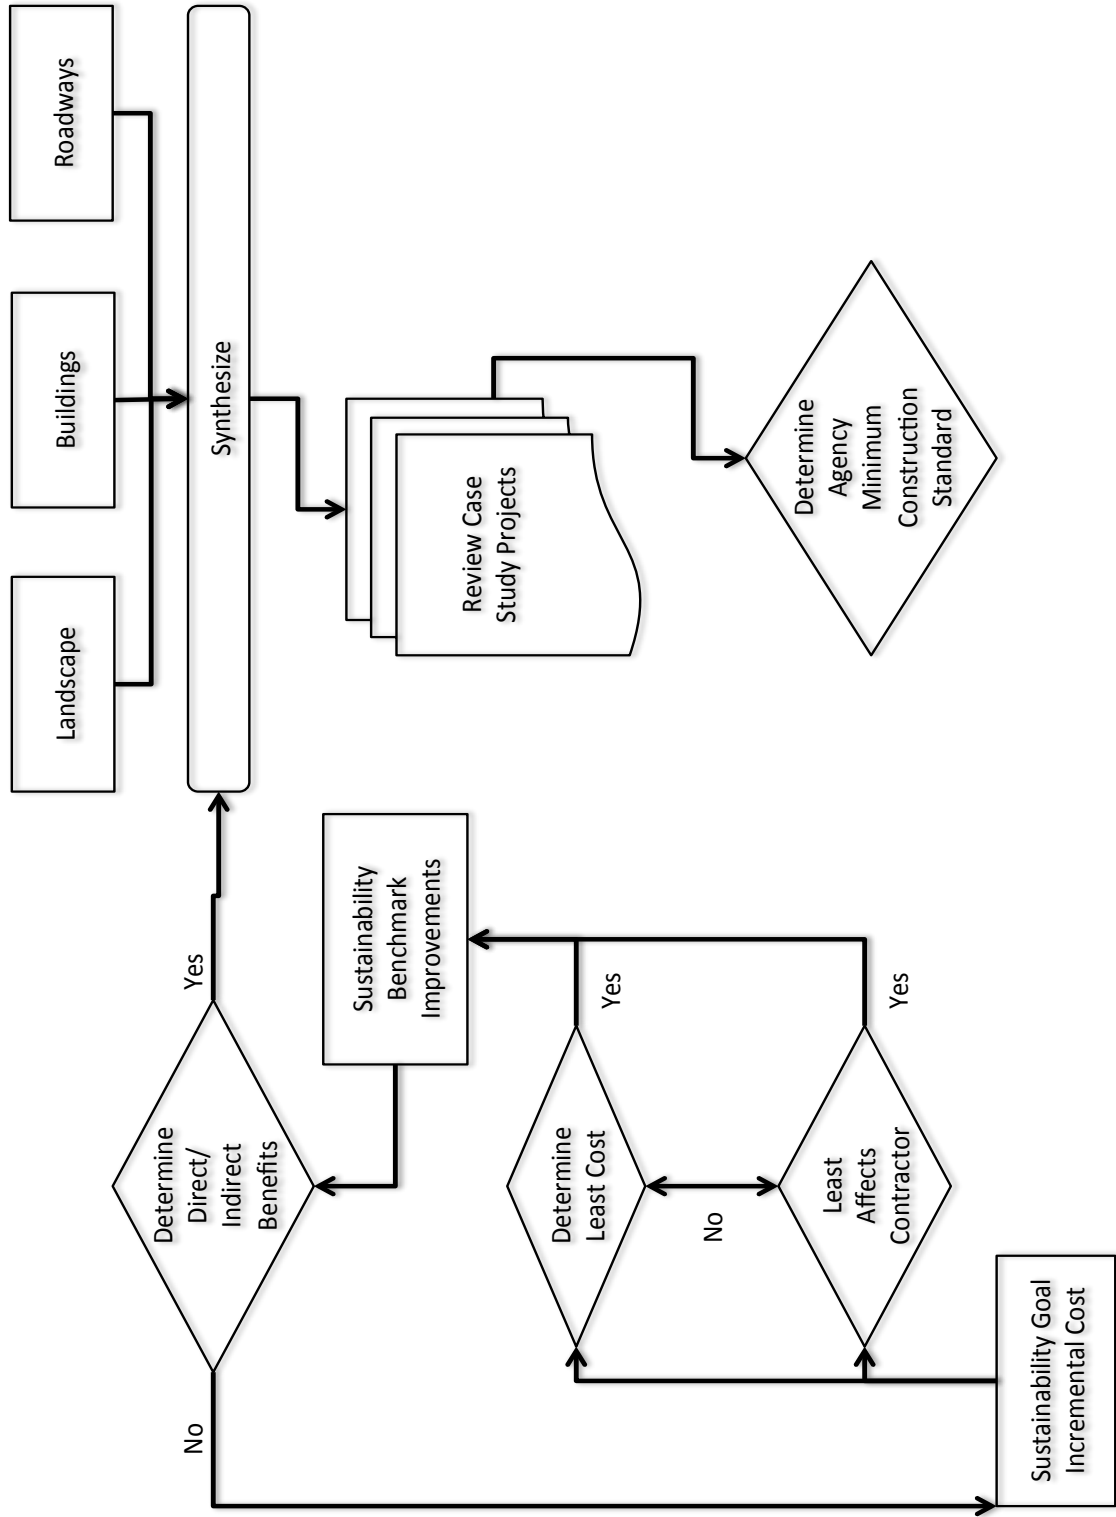 Landscape
Buildings
Roadways
Synthesize
No
Determine
Direct/
Indirect
Benefits
Yes
Sustainability
Benchmark
Improvements
Review Case
Study Projects
Determine
Least Cost
Yes
No
Least
Affects
Contractor
Yes
Determine
Agency
Minimum
Construction
Standard
Sustainability Goal
Incremental Cost